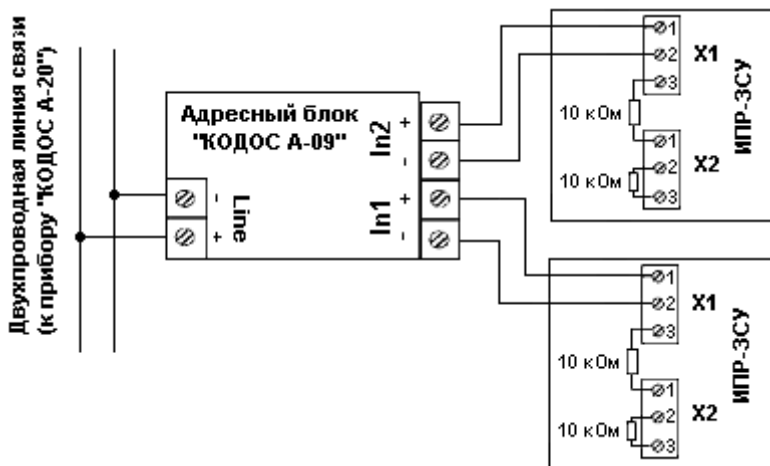 Двухпроводная линия связи
(к прибору "КОДОС А-20")
Адресный блок
"КОДОС А-09"
-
+
Line
In2
+
-
In1
+
-
1
2
3
X1
10 кОм
1
2
3
X2
10 кОм
ИПР-3СУ
1
2
3
X1
10 кОм
1
2
3
X2
10 кОм
ИПР-3СУ